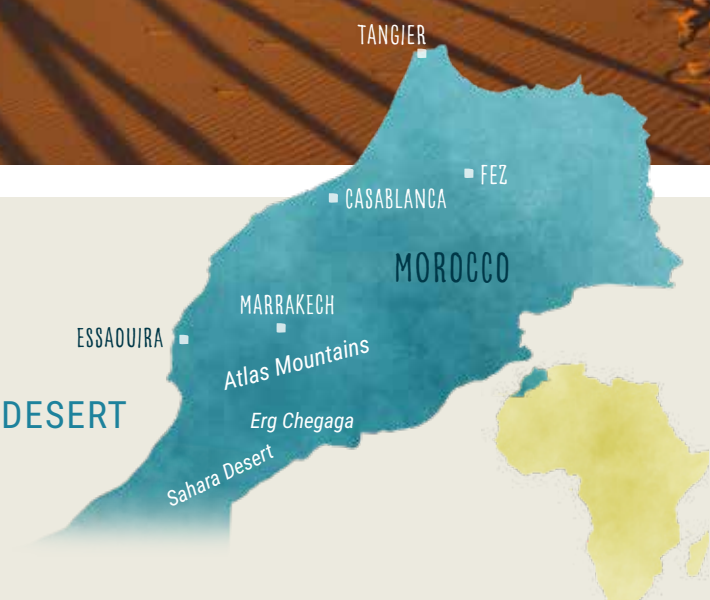 TANGIER
FEZ
CASABLANCA
MOROCCO
MARRAKECH
ESSAOUIRA
Atlas Mountains
DESERT
Erg Chegaga
Sahara Desert